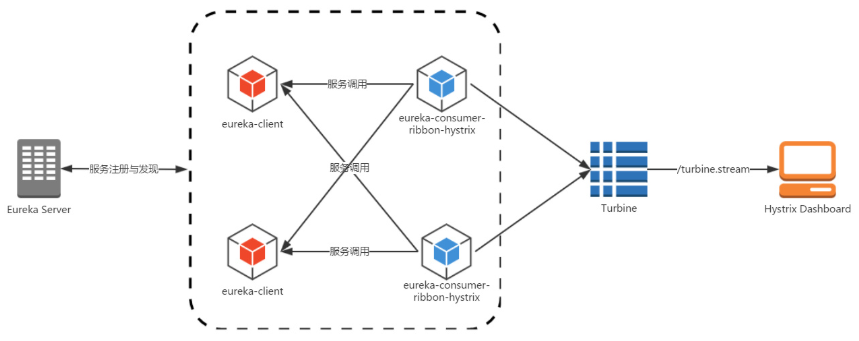 服务调用
eureka-client
eureka-consumer-
ribbon-hystrix
服务注册与发现
服务调用
/turbine.stream
Eureka Server
Turbine
Hystrix Dashboard
服务调用
eureka-client
eureka-consumer-
ribbon-hystrix